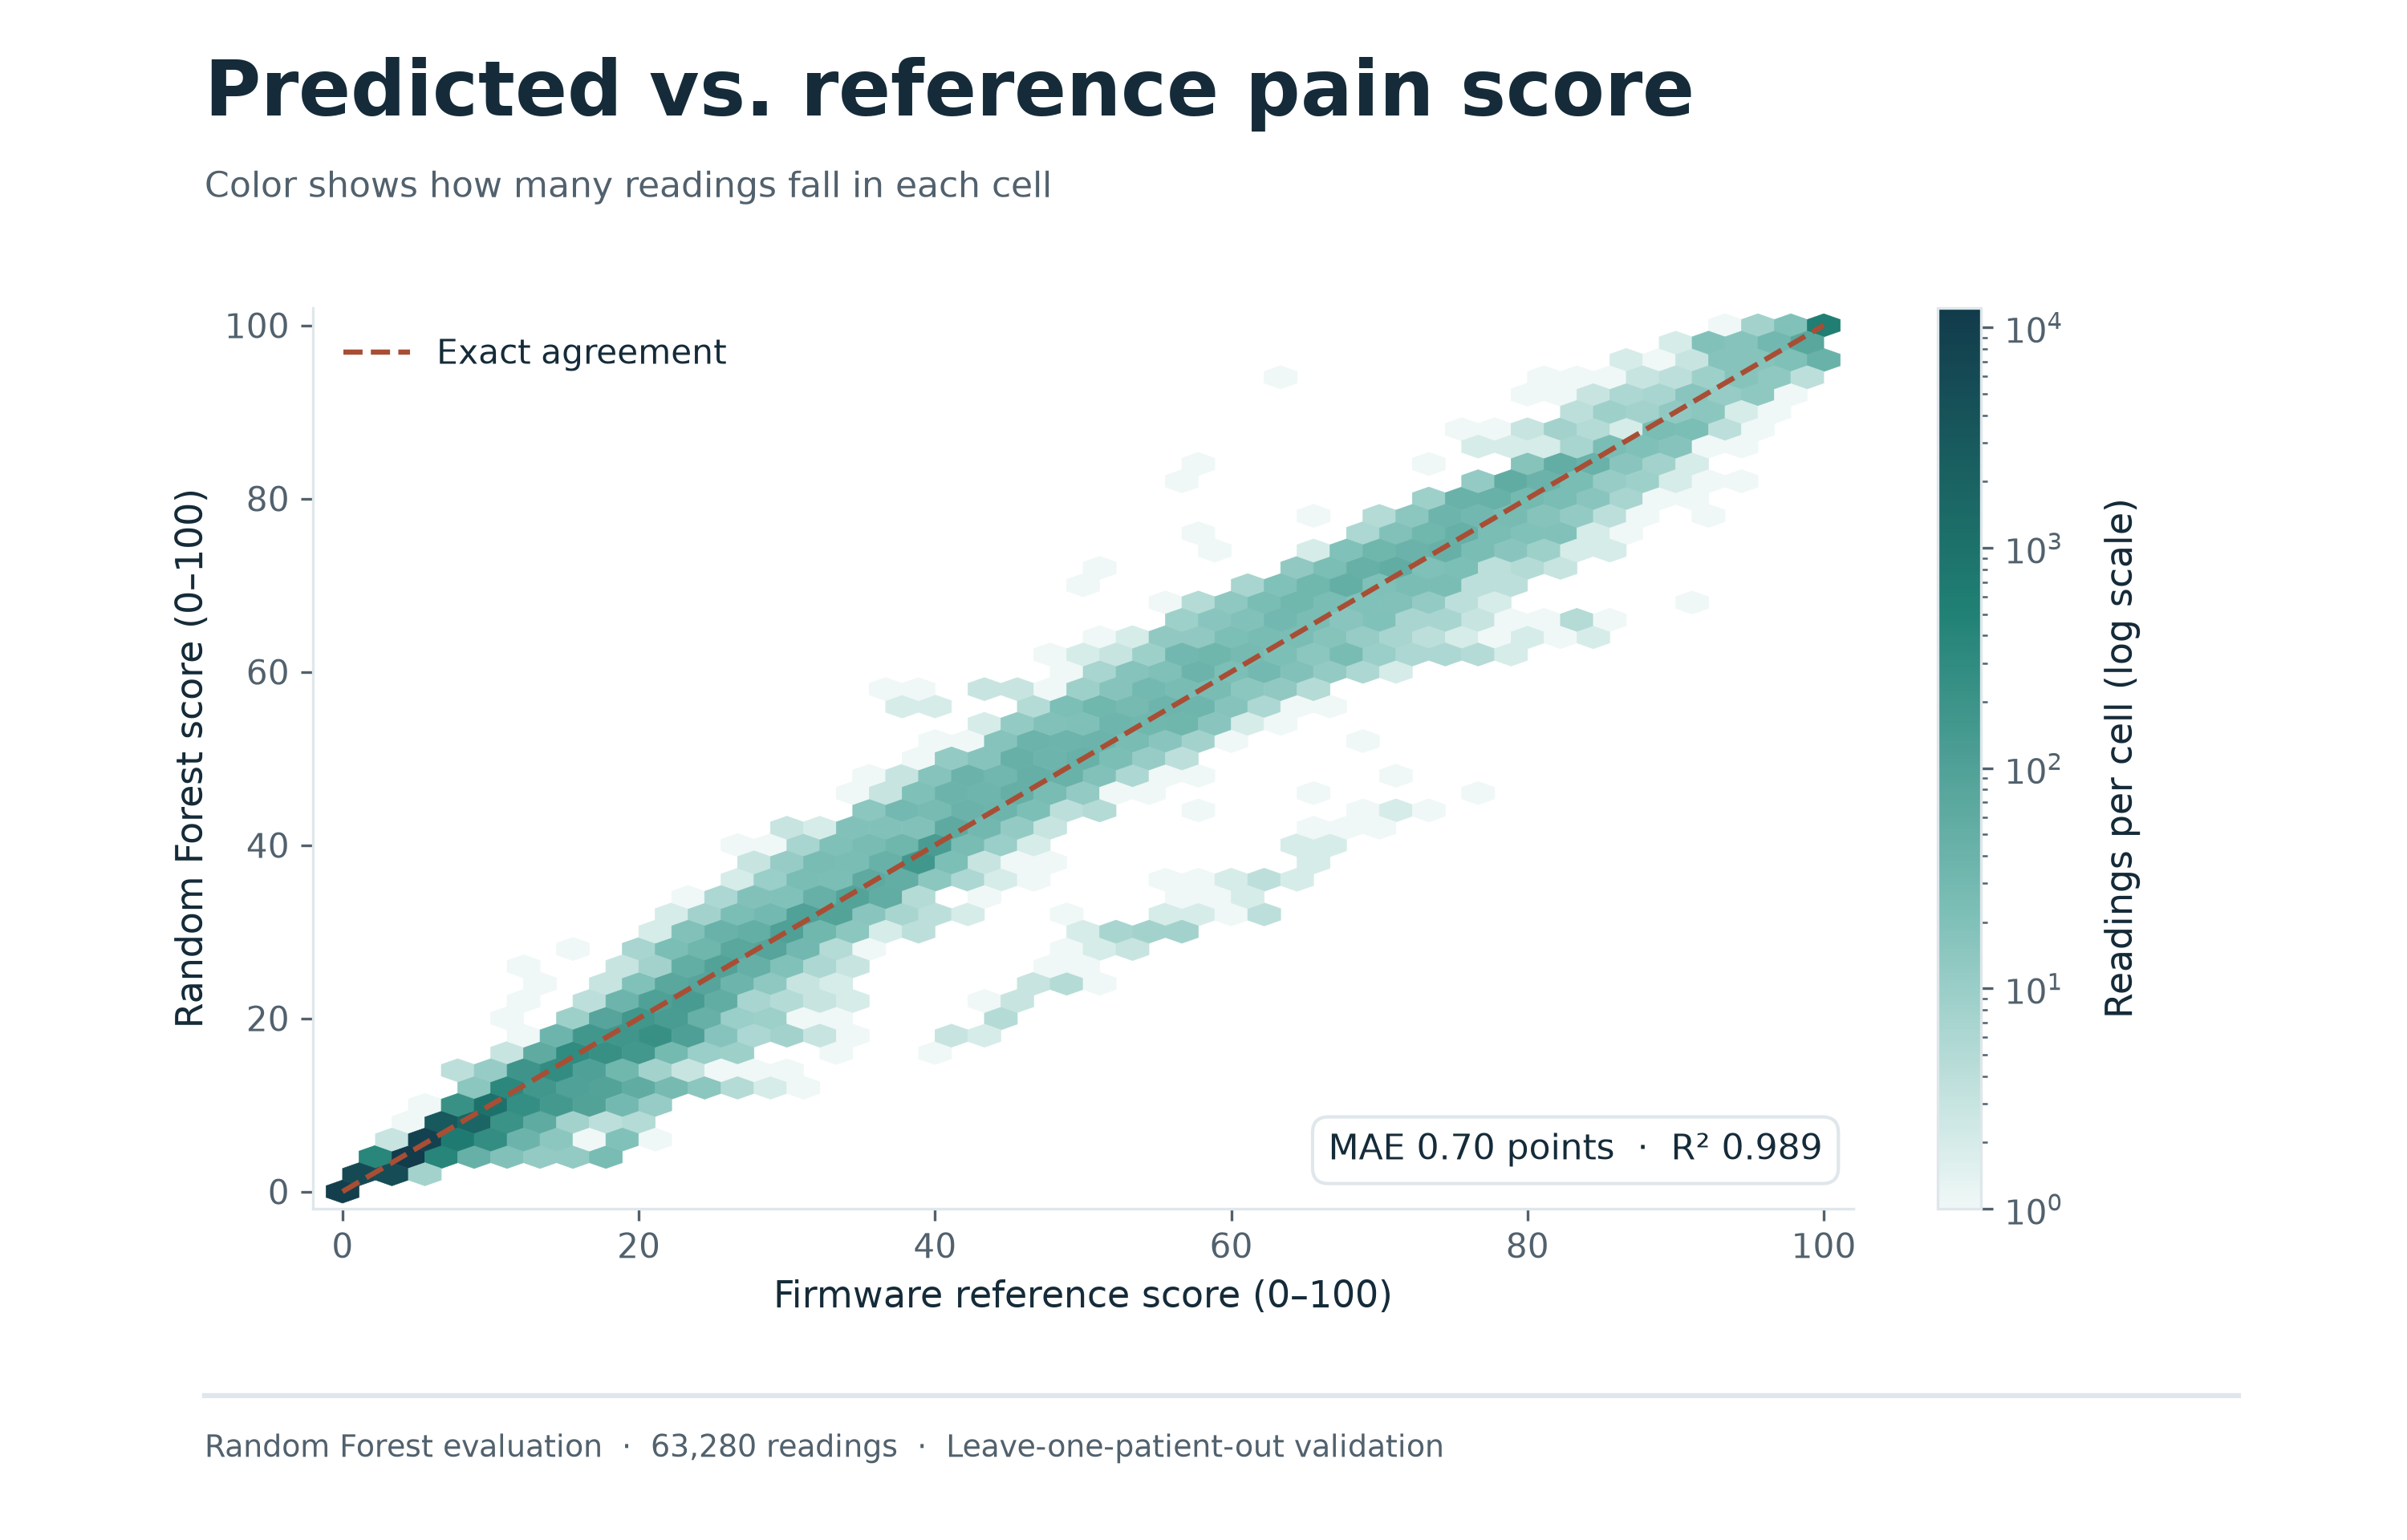 Predicted vs. reference pain score
Color shows how many readings fall in each cell
Exact agreement
Random Forest score (0–100)
100
80
60
40
20
0
0 20 40 60 80 100
Firmware reference score (0–100)
MAE 0.70 points · R² 0.989
10⁴
10³
10²
10¹
10⁰
Readings per cell (log scale)
Random Forest evaluation · 63,280 readings · Leave-one-patient-out validation